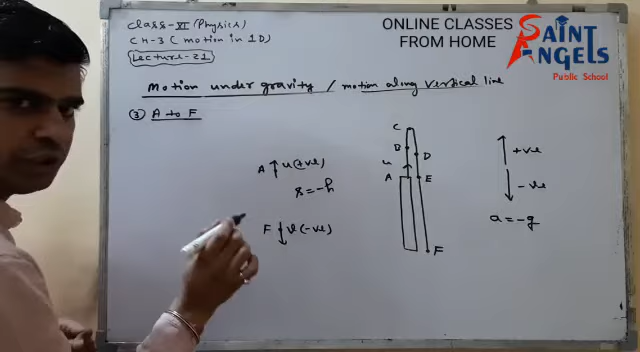 Class-XI (Physics)
CH-3 (motion in 1D)
Lecture-21
ONLINE CLASSES
FROM HOME
SAINT
ANGELS
Public School
Motion under gravity / motion along vertical line
③ A to F
A ↑ u(+ve)
s = -h
F ↓ v(-ve)
C
B
D
u
A
E
F
+ve
-ve
a = -g